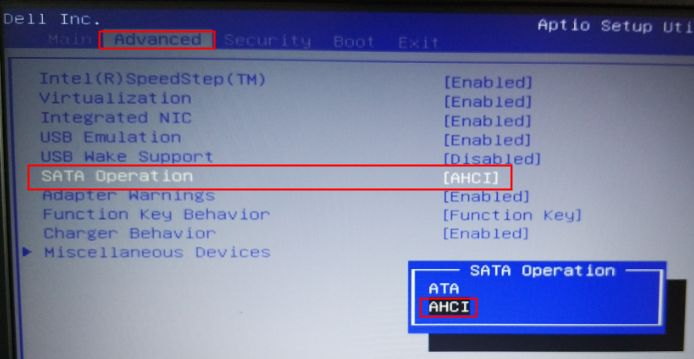 Dell Inc.
Aptio Setup Uti
Main Advanced Security Boot Exit
Intel(R)SpeedStep(TM) [Enabled]
Virtualization [Enabled]
Integrated NIC [Enabled]
USB Emulation [Enabled]
USB Wake Support [Disabled]
SATA Operation [AHCI]
Adapter Warnings [Enabled]
Function Key Behavior [Function Key]
Charger Behavior [Enabled]
Miscellaneous Devices
SATA Operation
ATA
AHCI